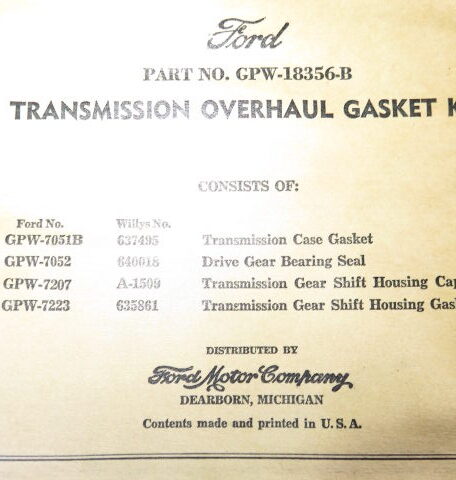 Ford
PART NO. GPW-18356-B
TRANSMISSION OVERHAUL GASKET K
CONSISTS OF:
Ford No. Willys No.
GPW-7051B 637495 Transmission Case Gasket
GPW-7052 640018 Drive Gear Bearing Seal
GPW-7207 A-1509 Transmission Gear Shift Housing Cap
GPW-7223 635861 Transmission Gear Shift Housing Gas
DISTRIBUTED BY
Ford Motor Company
DEARBORN, MICHIGAN
Contents made and printed in U.S.A.